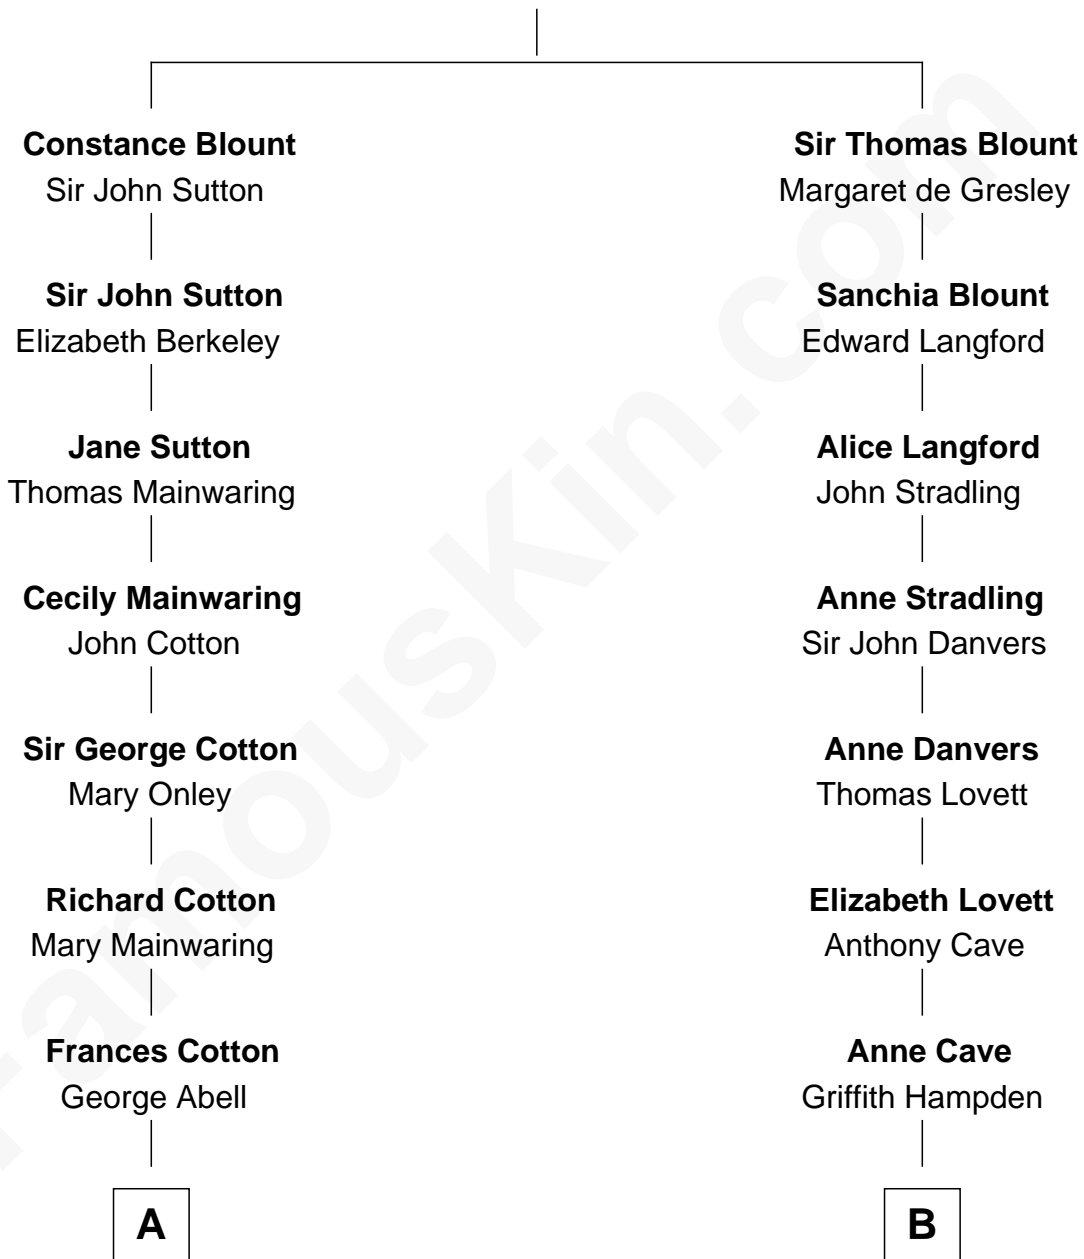 Constance Blount
Sir John Sutton
Sir John Sutton
Elizabeth Berkeley
Jane Sutton
Thomas Mainwaring
Cecily Mainwaring
John Cotton
Sir George Cotton
Mary Onley
Richard Cotton
Mary Mainwaring
Frances Cotton
George Abell
A
Sir Thomas Blount
Margaret de Gresley
Sanchia Blount
Edward Langford
Alice Langford
John Stradling
Anne Stradling
Sir John Danvers
Anne Danvers
Thomas Lovett
Elizabeth Lovett
Anthony Cave
Anne Cave
Griffith Hampden
B
FamousKin.com